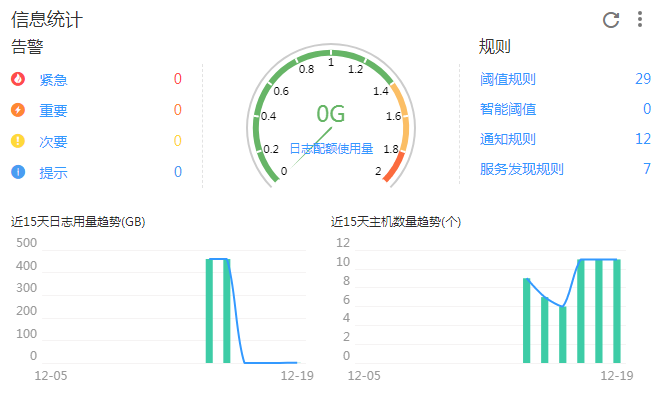 信息统计
告警
紧急 0
重要 0
次要 0
提示 0
0 0.2 0.4 0.6 0.8 1 1.2 1.4 1.6 1.8 2
0G
日志配额使用量
规则
阈值规则 29
智能阈值 0
通知规则 12
服务发现规则 7
近15天日志用量趋势(GB)
500
400
300
200
100
0
12-05 12-19
近15天主机数量趋势(个)
12
10
8
6
4
2
0
12-05 12-19